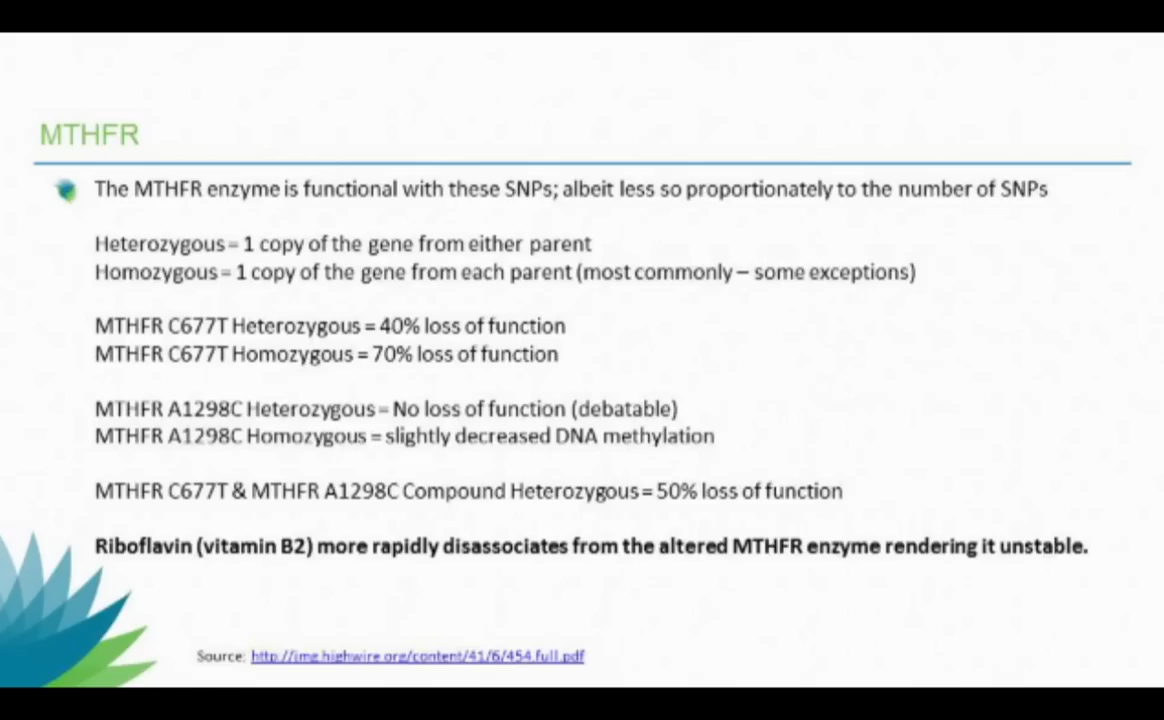 MTHFR
The MTHFR enzyme is functional with these SNPs; albeit less so proportionately to the number of SNPs
Heterozygous = 1 copy of the gene from either parent
Homozygous = 1 copy of the gene from each parent (most commonly – some exceptions)
MTHFR C677T Heterozygous = 40% loss of function
MTHFR C677T Homozygous = 70% loss of function
MTHFR A1298C Heterozygous = No loss of function (debatable)
MTHFR A1298C Homozygous = slightly decreased DNA methylation
MTHFR C677T & MTHFR A1298C Compound Heterozygous = 50% loss of function
Riboflavin (vitamin B2) more rapidly disassociates from the altered MTHFR enzyme rendering it unstable.
Source: http://jmg.highwire.org/content/41/6/454.full.pdf